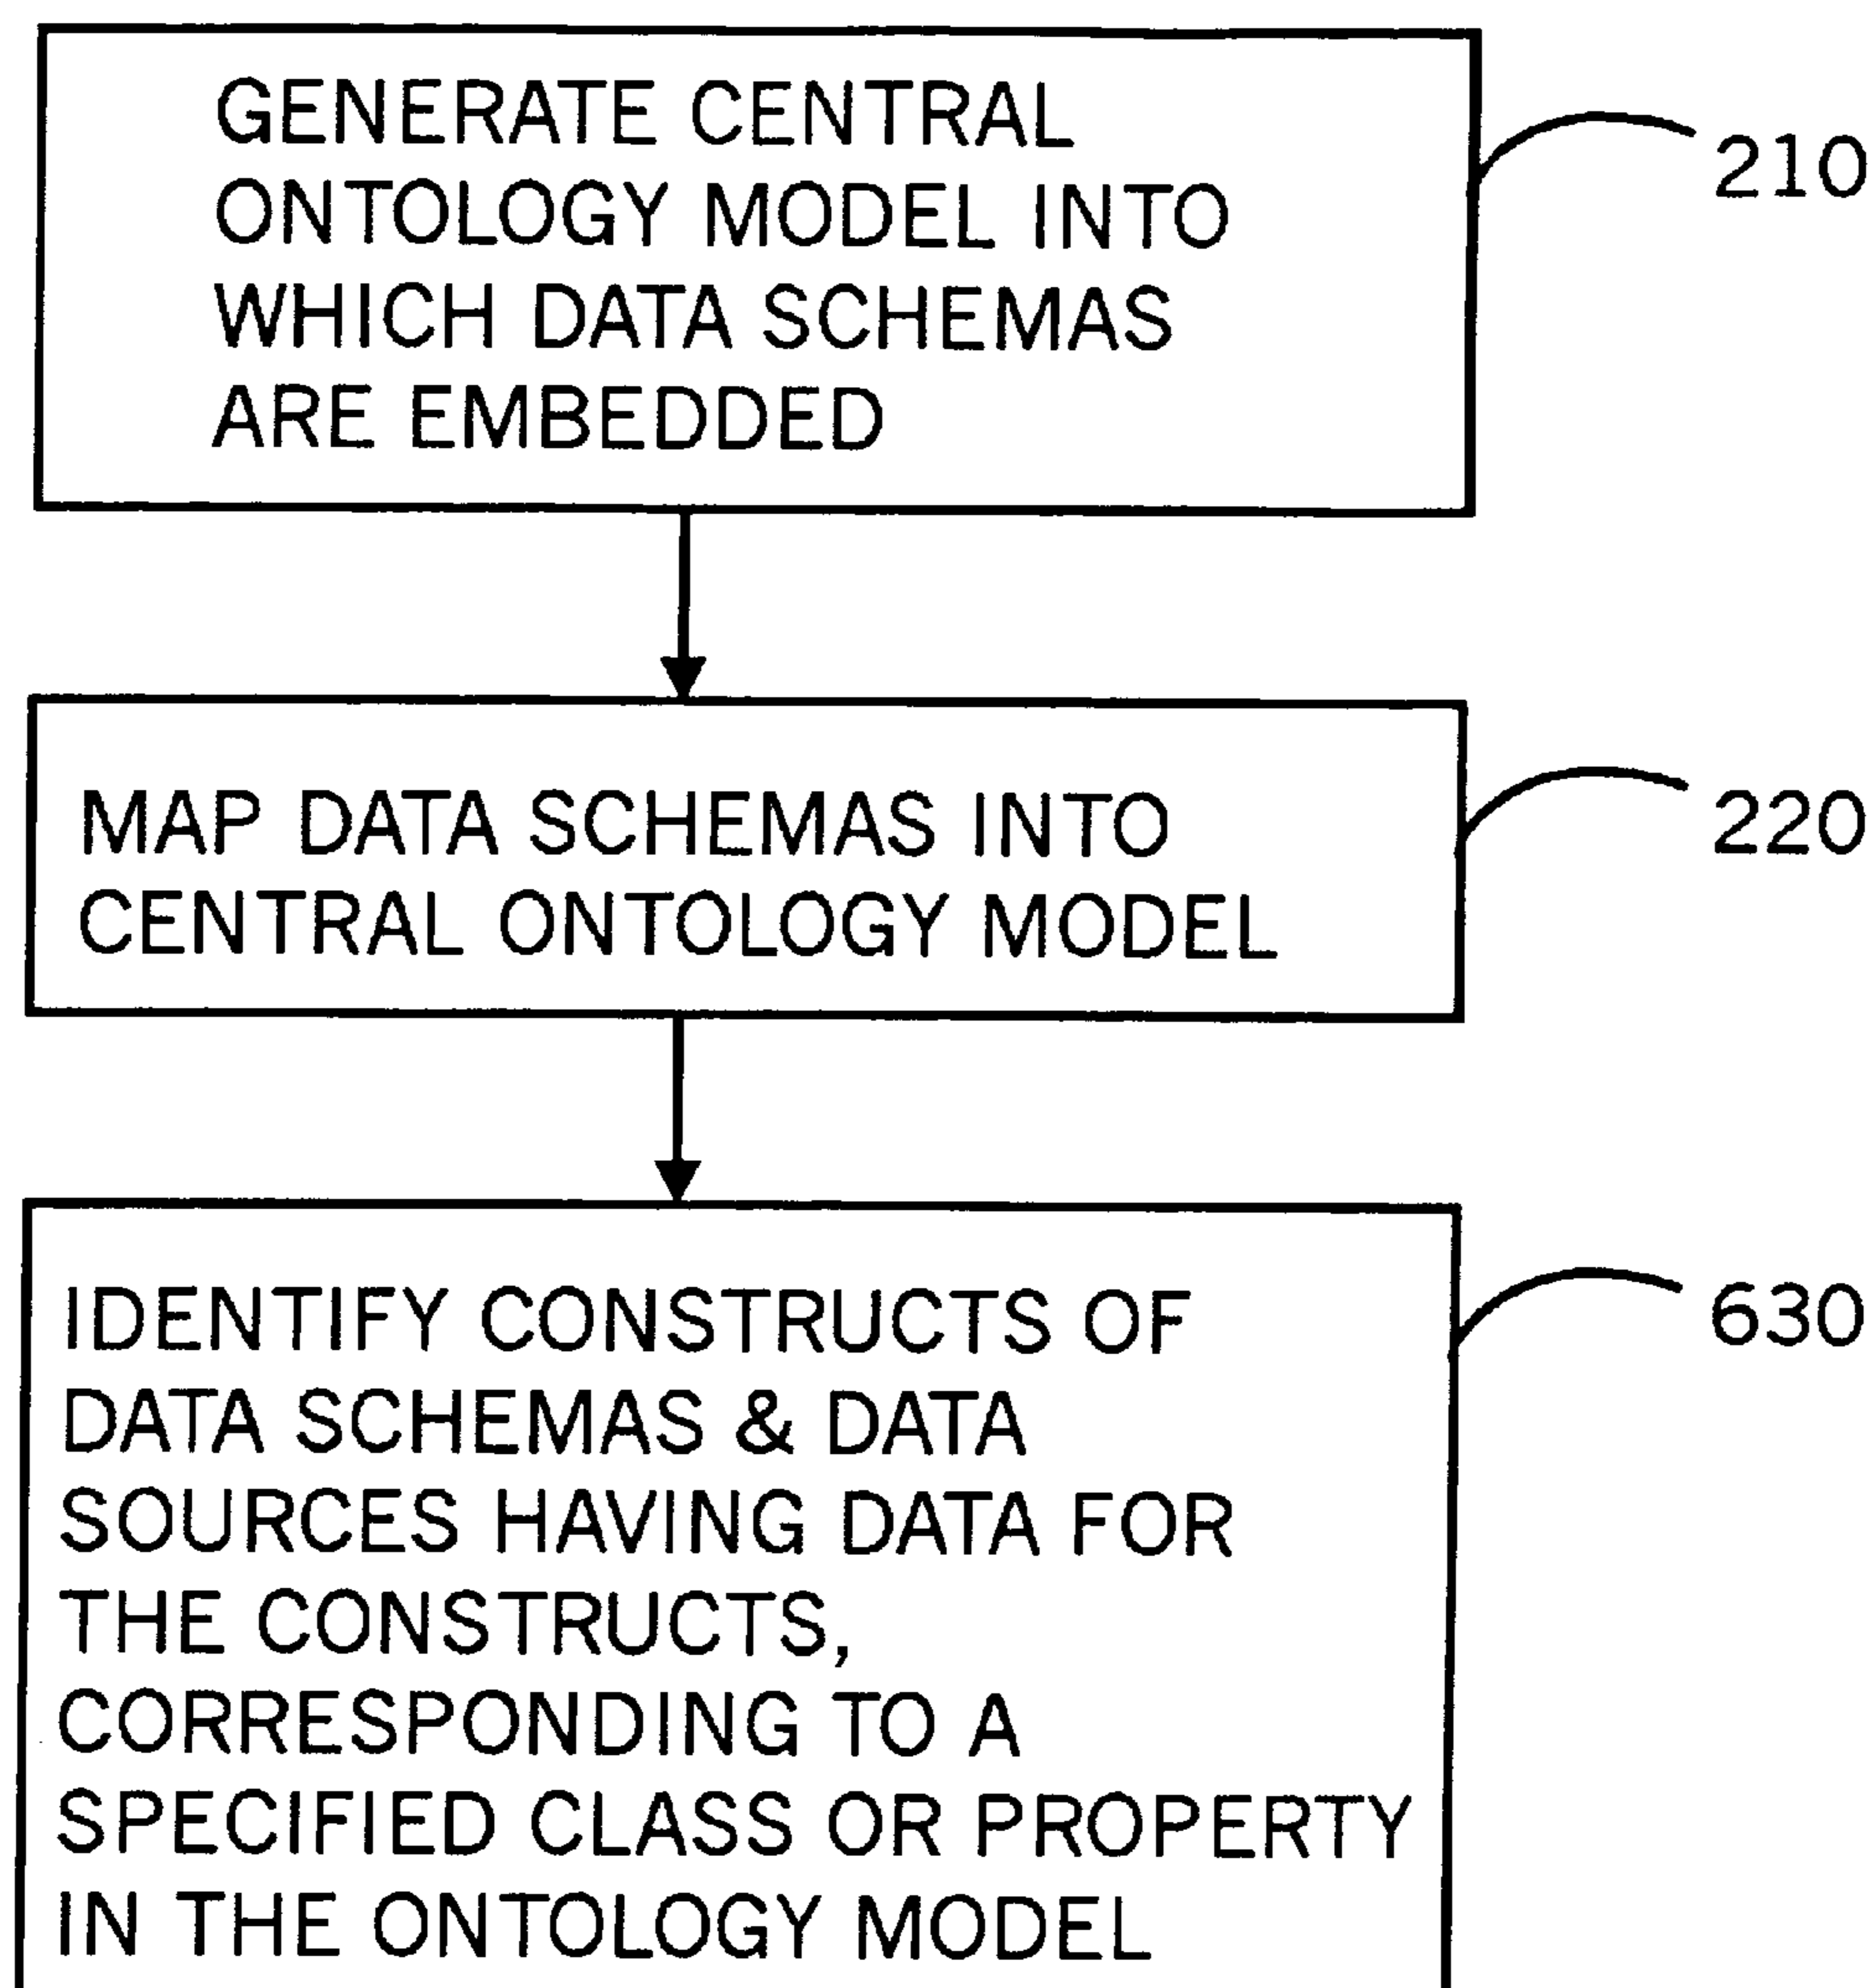 GENERATE CENTRAL
ONTOLOGY MODEL INTO
WHICH DATA SCHEMAS
ARE EMBEDDED
210
MAP DATA SCHEMAS INTO
CENTRAL ONTOLOGY MODEL
220
IDENTIFY CONSTRUCTS OF
DATA SCHEMAS & DATA
SOURCES HAVING DATA FOR
THE CONSTRUCTS,
CORRESPONDING TO A
SPECIFIED CLASS OR PROPERTY
IN THE ONTOLOGY MODEL
630